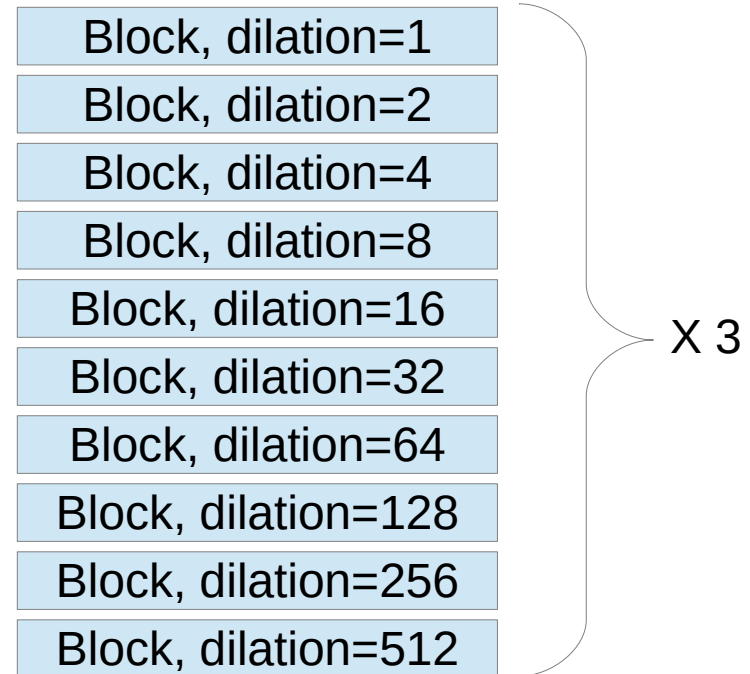 Block, dilation=1
Block, dilation=2
Block, dilation=4
Block, dilation=8
Block, dilation=16
Block, dilation=32
Block, dilation=64
Block, dilation=128
Block, dilation=256
Block, dilation=512
X 3